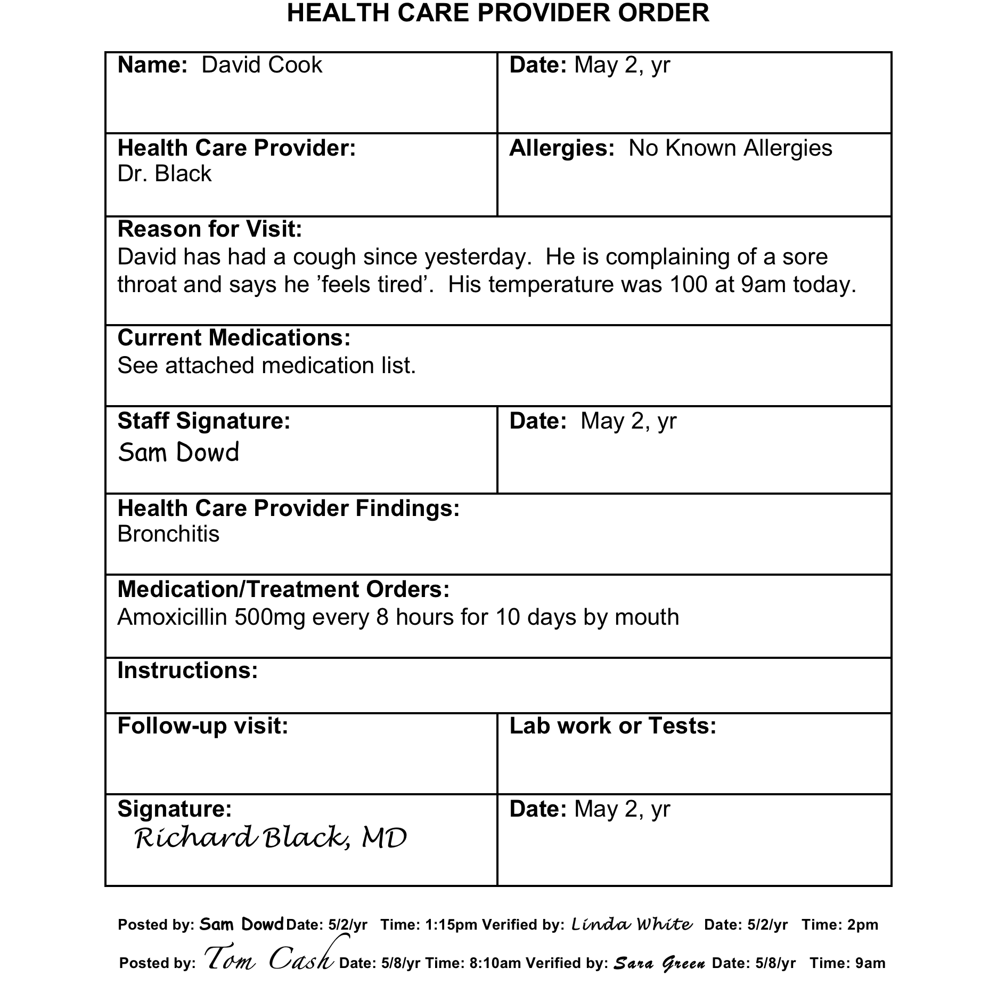 HEALTH CARE PROVIDER ORDER
Name: David Cook
Date: May 2, yr
Health Care Provider:
Dr. Black
Allergies: No Known Allergies
Reason for Visit:
David has had a cough since yesterday. He is complaining of a sore
throat and says he ’feels tired’. His temperature was 100 at 9am today.
Current Medications:
See attached medication list.
Staff Signature:
Sam Dowd
Date: May 2, yr
Health Care Provider Findings:
Bronchitis
Medication/Treatment Orders:
Amoxicillin 500mg every 8 hours for 10 days by mouth
Instructions:
Follow-up visit:
Lab work or Tests:
Signature:
Richard Black, MD
Date: May 2, yr
Posted by: Sam Dowd Date: 5/2/yr Time: 1:15pm Verified by: Linda White Date: 5/2/yr Time: 2pm
Posted by: Tom Cash Date: 5/8/yr Time: 8:10am Verified by: Sara Green Date: 5/8/yr Time: 9am